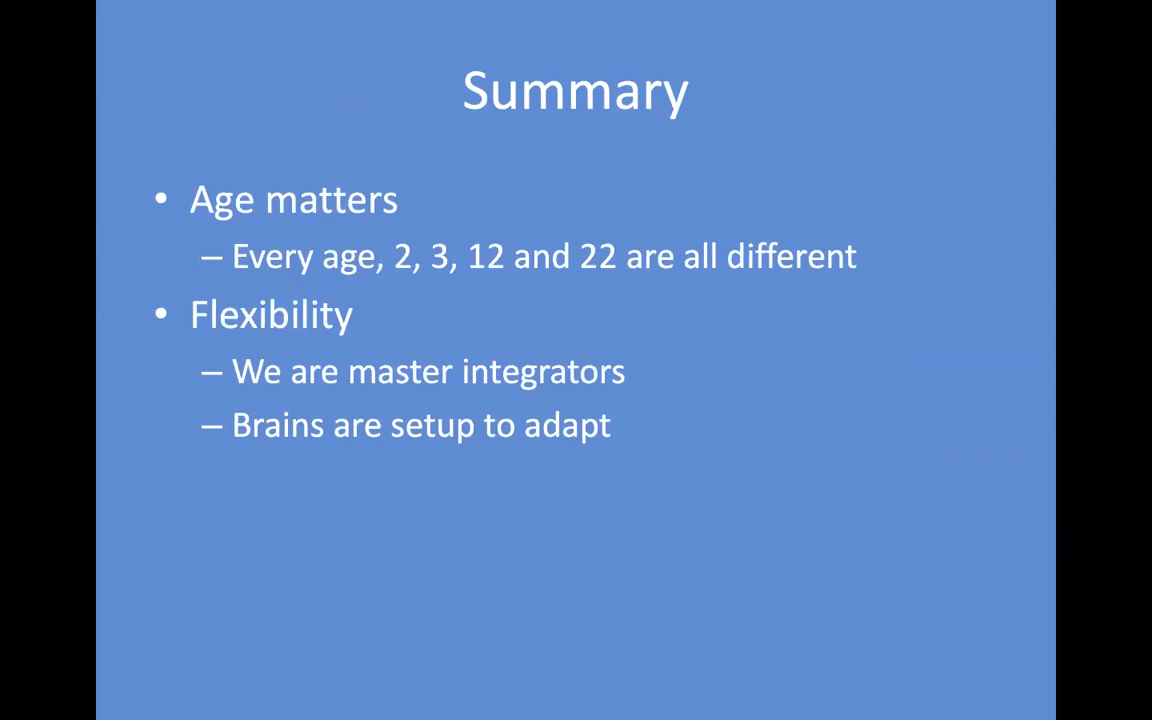 Summary
• Age matters
– Every age, 2, 3, 12 and 22 are all different
• Flexibility
– We are master integrators
– Brains are setup to adapt